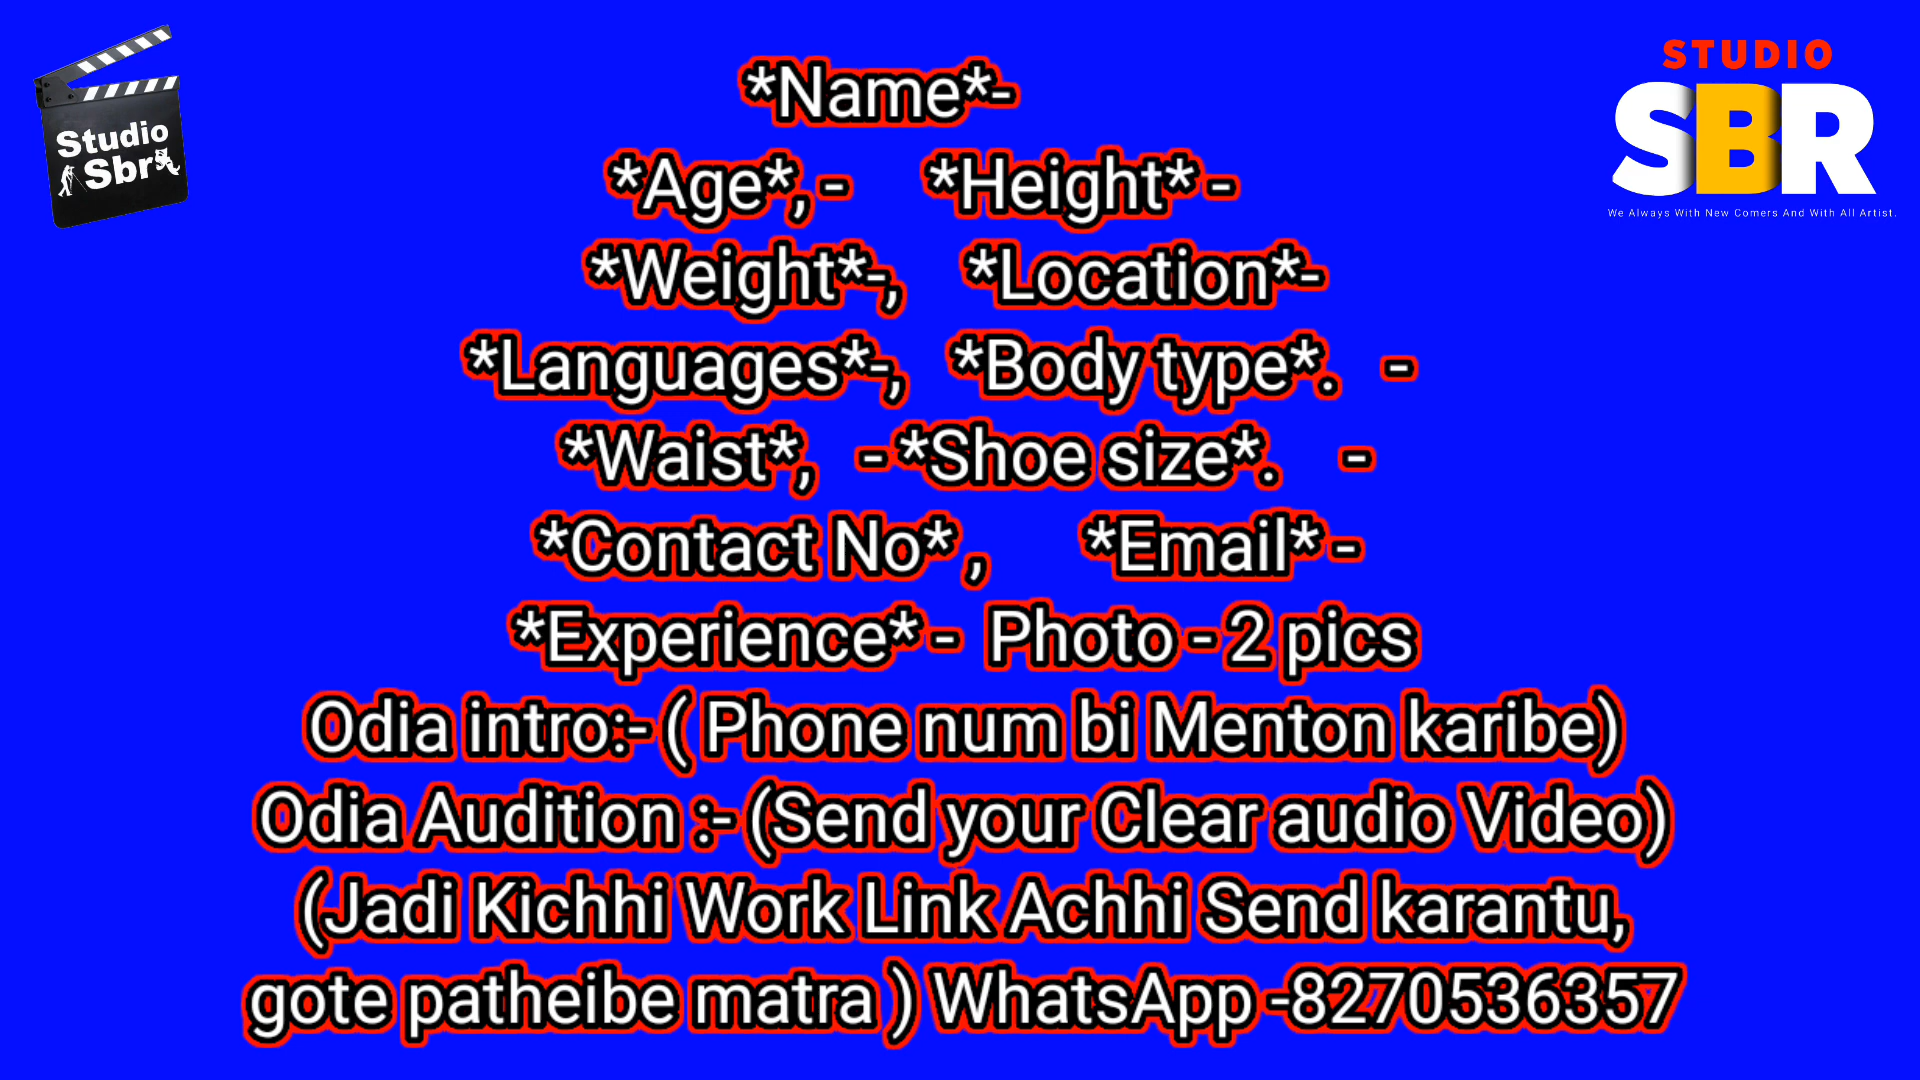 Studio
Sbr
STUDIO
SBR
We Always With New Comers And With All Artist.
*Name*-
*Age*, - *Height* -
*Weight*-, *Location*-
*Languages*-, *Body type*. -
*Waist*, - *Shoe size*. -
*Contact No* , *Email* -
*Experience* - Photo - 2 pics
Odia intro:- ( Phone num bi Menton karibe)
Odia Audition :- (Send your Clear audio Video)
(Jadi Kichhi Work Link Achhi Send karantu,
gote patheibe matra ) WhatsApp -8270536357